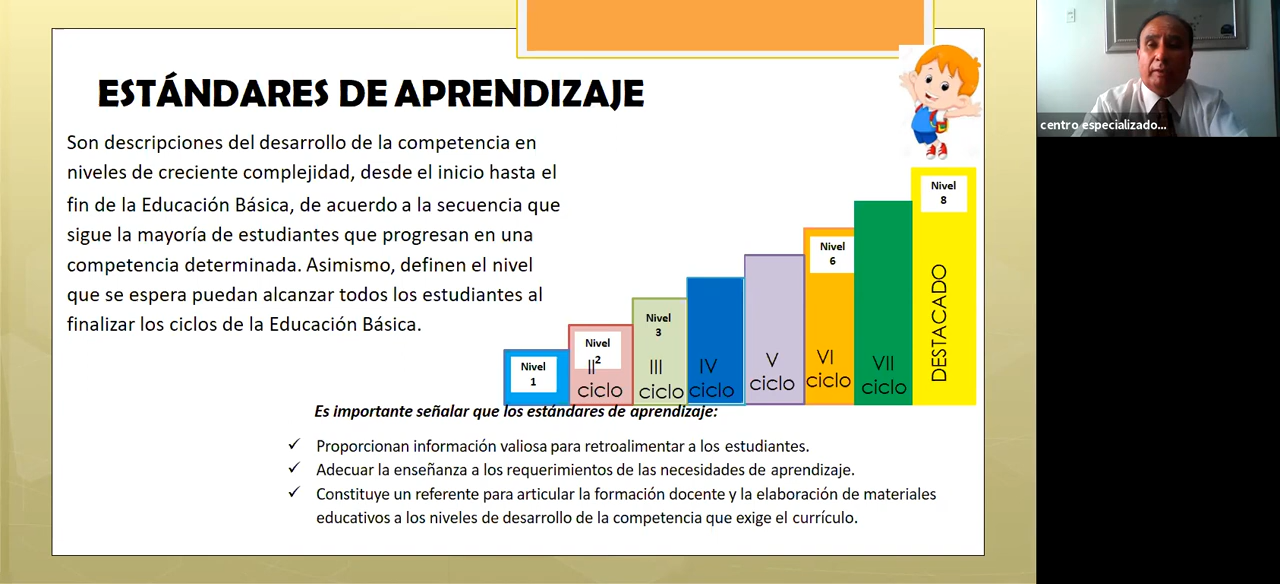 ESTÁNDARES DE APRENDIZAJE
Son descripciones del desarrollo de la competencia en
niveles de creciente complejidad, desde el inicio hasta el
fin de la Educación Básica, de acuerdo a la secuencia que
sigue la mayoría de estudiantes que progresan en una
competencia determinada. Asimismo, definen el nivel
que se espera puedan alcanzar todos los estudiantes al
finalizar los ciclos de la Educación Básica.
Nivel
1
Nivel
2
II
ciclo
Nivel
3
III
ciclo
IV
ciclo
V
ciclo
Nivel
6
VI
ciclo
VII
ciclo
Nivel
8
DESTACADO
Es importante señalar que los estándares de aprendizaje:
✓ Proporcionan información valiosa para retroalimentar a los estudiantes.
✓ Adecuar la enseñanza a los requerimientos de las necesidades de aprendizaje.
✓ Constituye un referente para articular la formación docente y la elaboración de materiales
educativos a los niveles de desarrollo de la competencia que exige el currículo.
centro especializado...